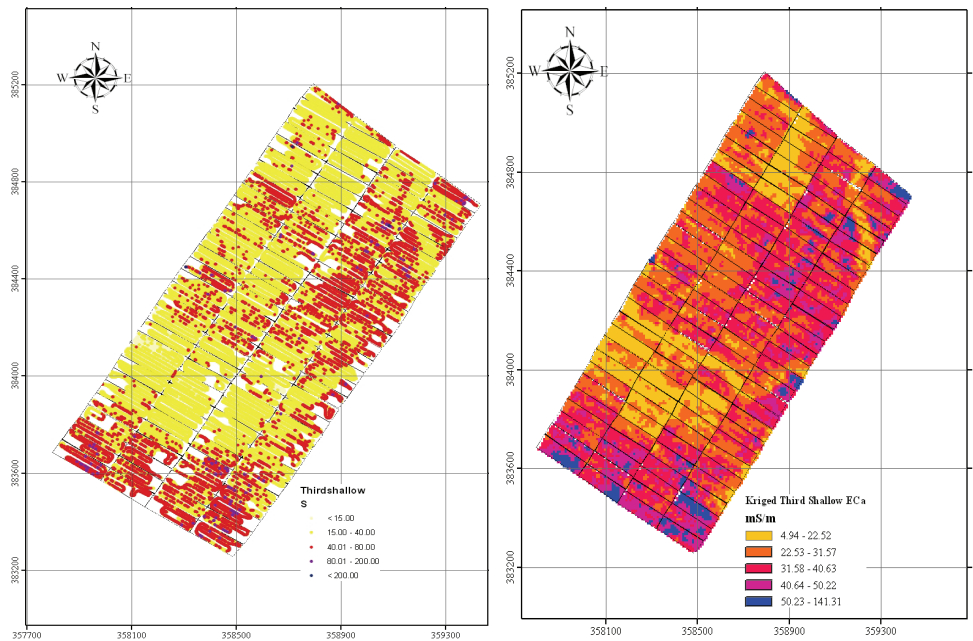 N
W E
S
385200
384800
384400
384000
383600
383200
357700 358100 358500 358900 359300
Thirdshallow
S
< 15.00
15.00 - 40.00
40.01 - 80.00
80.01 - 200.00
< 200.00
N
W E
S
385200
384800
384400
384000
383600
383200
358100 358500 358900 359300
Kriged Third Shallow ECa
mS/m
4.94 - 22.52
22.53 - 31.57
31.58 - 40.63
40.64 - 50.22
50.23 - 141.31